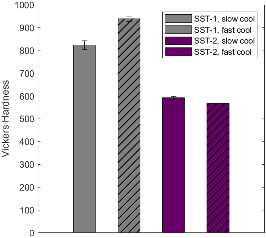 1000
900
800
700
600
500
400
300
200
100
0
Vickers Hardness
SST-1, slow cool
SST-1, fast cool
SST-2, slow cool
SST-2, fast cool